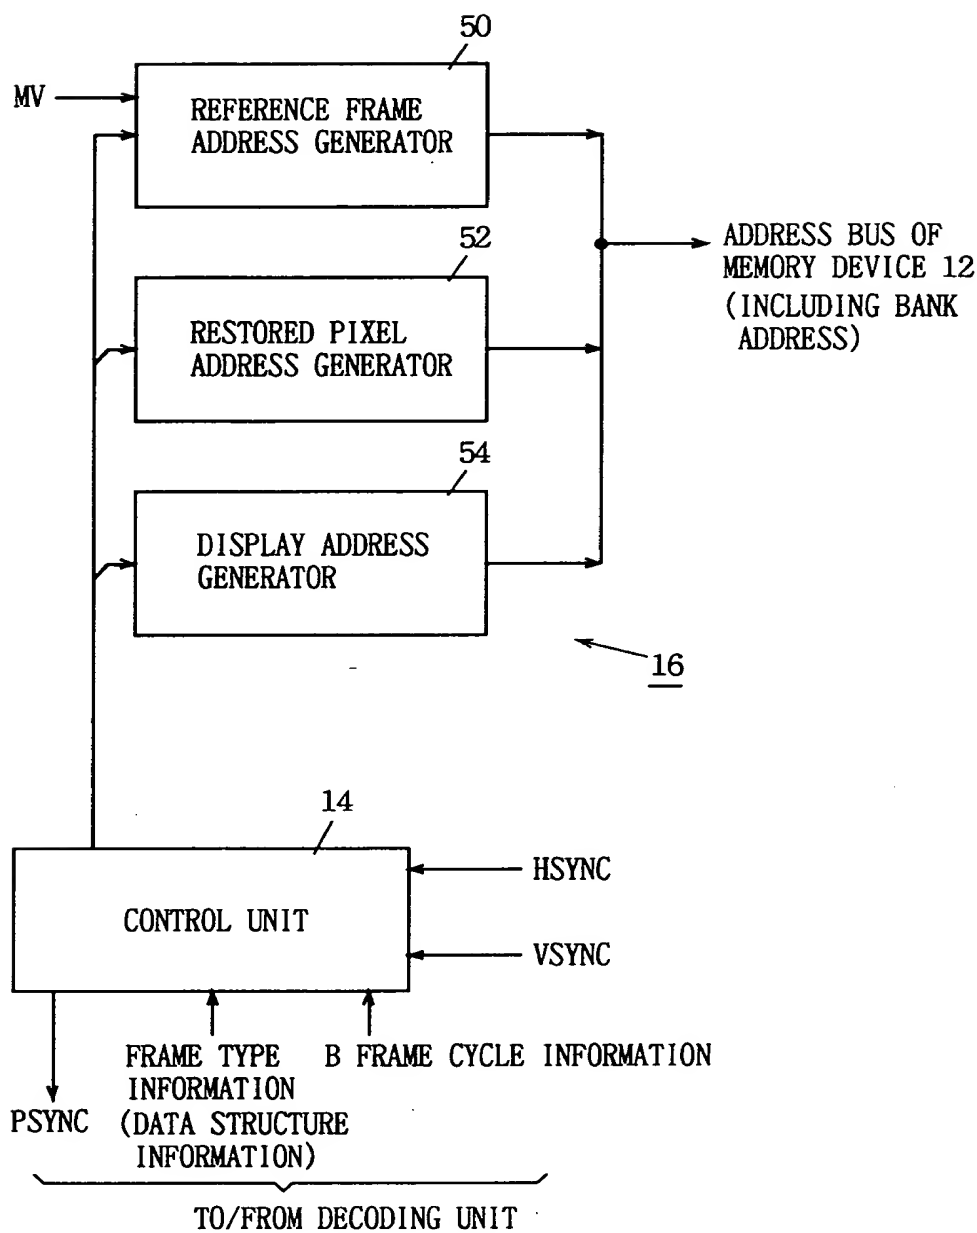 50
MV
REFERENCE FRAME
ADDRESS GENERATOR
52
ADDRESS BUS OF
MEMORY DEVICE 12
(INCLUDING BANK
ADDRESS)
RESTORED PIXEL
ADDRESS GENERATOR
54
DISPLAY ADDRESS
GENERATOR
16
14
CONTROL UNIT
HSYNC
VSYNC
FRAME TYPE
INFORMATION
(DATA STRUCTURE
INFORMATION)
B FRAME CYCLE INFORMATION
PSYNC
TO/FROM DECODING UNIT